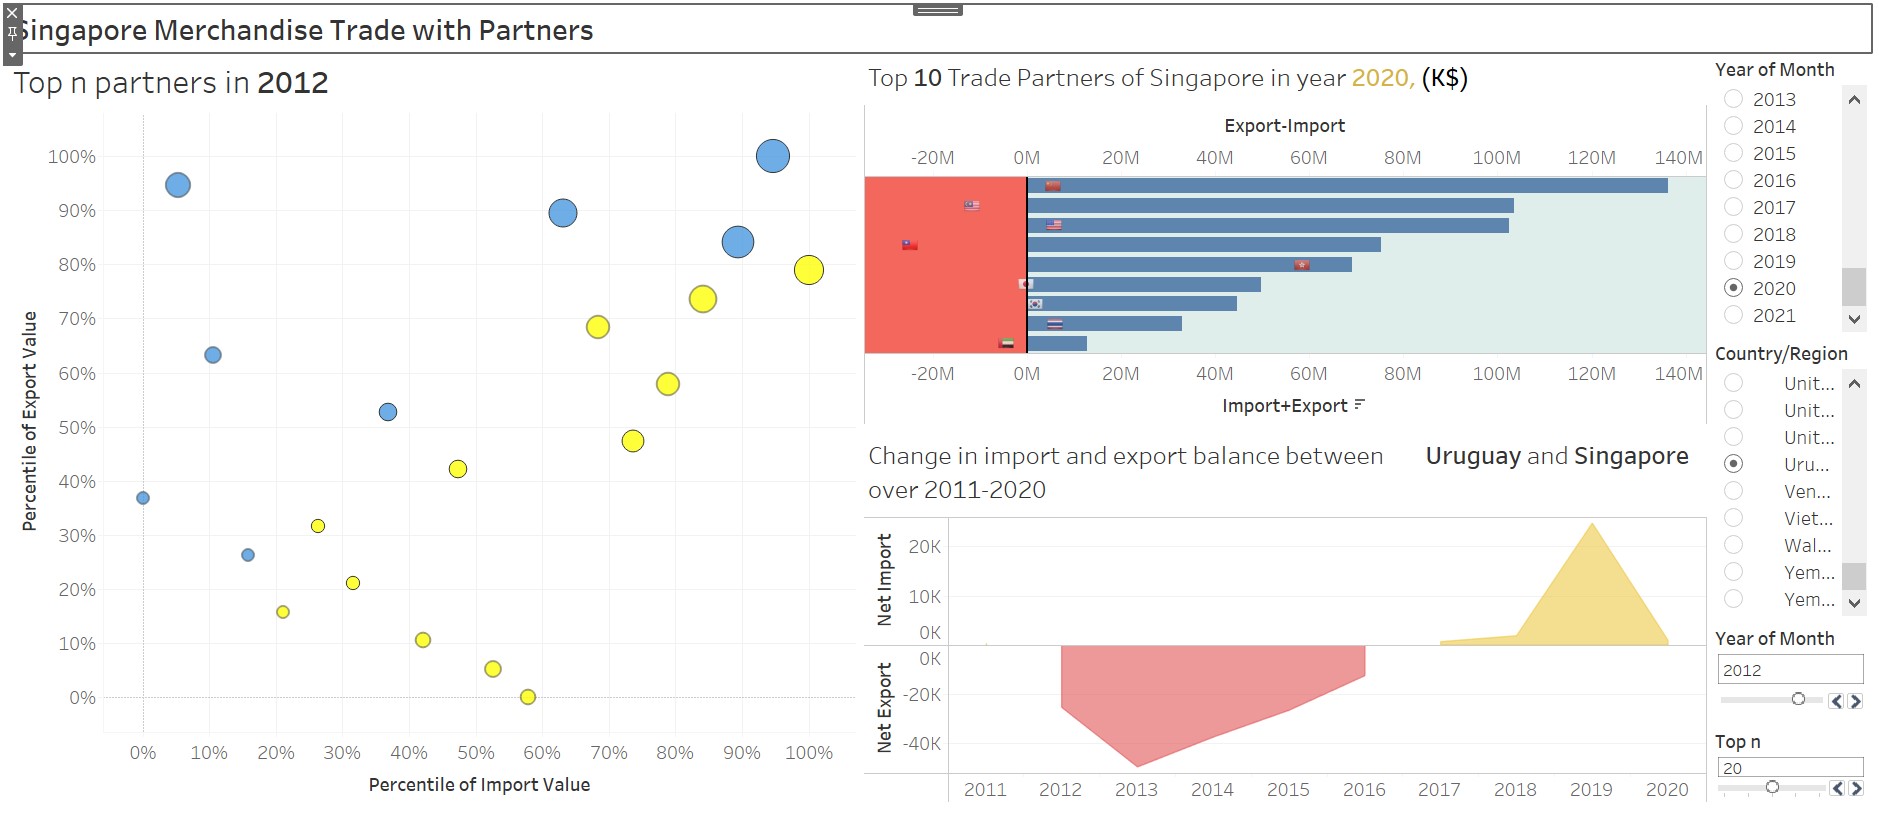 Singapore Merchandise Trade with Partners
Top n partners in 2012
Percentile of Export Value
100%
90%
80%
70%
60%
50%
40%
30%
20%
10%
0%
0% 10% 20% 30% 40% 50% 60% 70% 80% 90% 100%
Percentile of Import Value
Top 10 Trade Partners of Singapore in year 2020, (K$)
Export-Import
-20M 0M 20M 40M 60M 80M 100M 120M 140M
-20M 0M 20M 40M 60M 80M 100M 120M 140M
Import+Export
Change in import and export balance between Uruguay and Singapore
over 2011-2020
Net Import
20K
10K
0K
Net Export
0K
-20K
-40K
2011 2012 2013 2014 2015 2016 2017 2018 2019 2020
Year of Month
2013
2014
2015
2016
2017
2018
2019
2020
2021
Country/Region
Unit...
Unit...
Unit...
Uru...
Ven...
Viet...
Wal...
Yem...
Yem...
Year of Month
2012
Top n
20